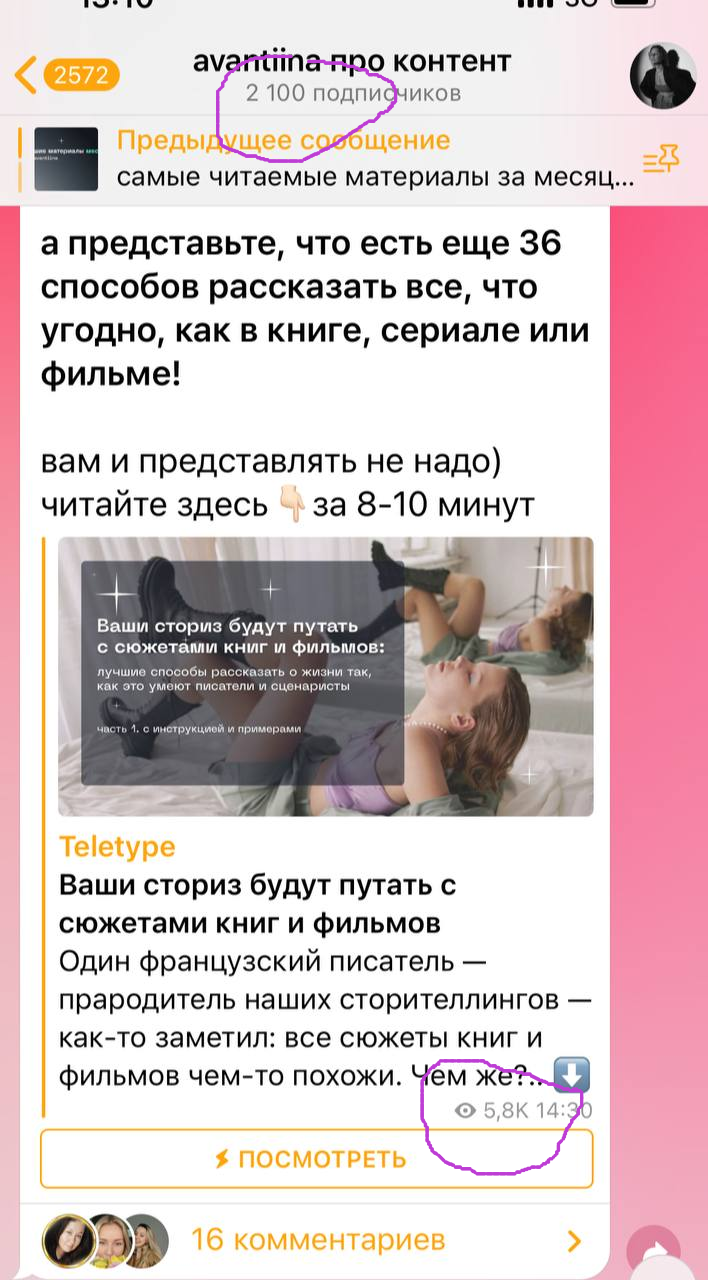 13:10
3G
2572
avantiina про контент
2 100 подписчиков
Предыдущее сообщение
самые читаемые материалы за месяц...
а представьте, что есть еще 36
способов рассказать все, что
угодно, как в книге, сериале или
фильме!
вам и представлять не надо)
читайте здесь 👇🏻 за 8-10 минут
Ваши сториз будут путать
с сюжетами книг и фильмов:
лучшие способы рассказать о жизни так,
как это умеют писатели и сценаристы
часть 1. с инструкцией и примерами
Teletype
Ваши сториз будут путать с
сюжетами книг и фильмов
Один французский писатель —
прародитель наших сторителлингов —
как-то заметил: все сюжеты книг и
фильмов чем-то похожи. Чем же?.. ⬇️
5,8K 14:30
ПОСМОТРЕТЬ
16 комментариев